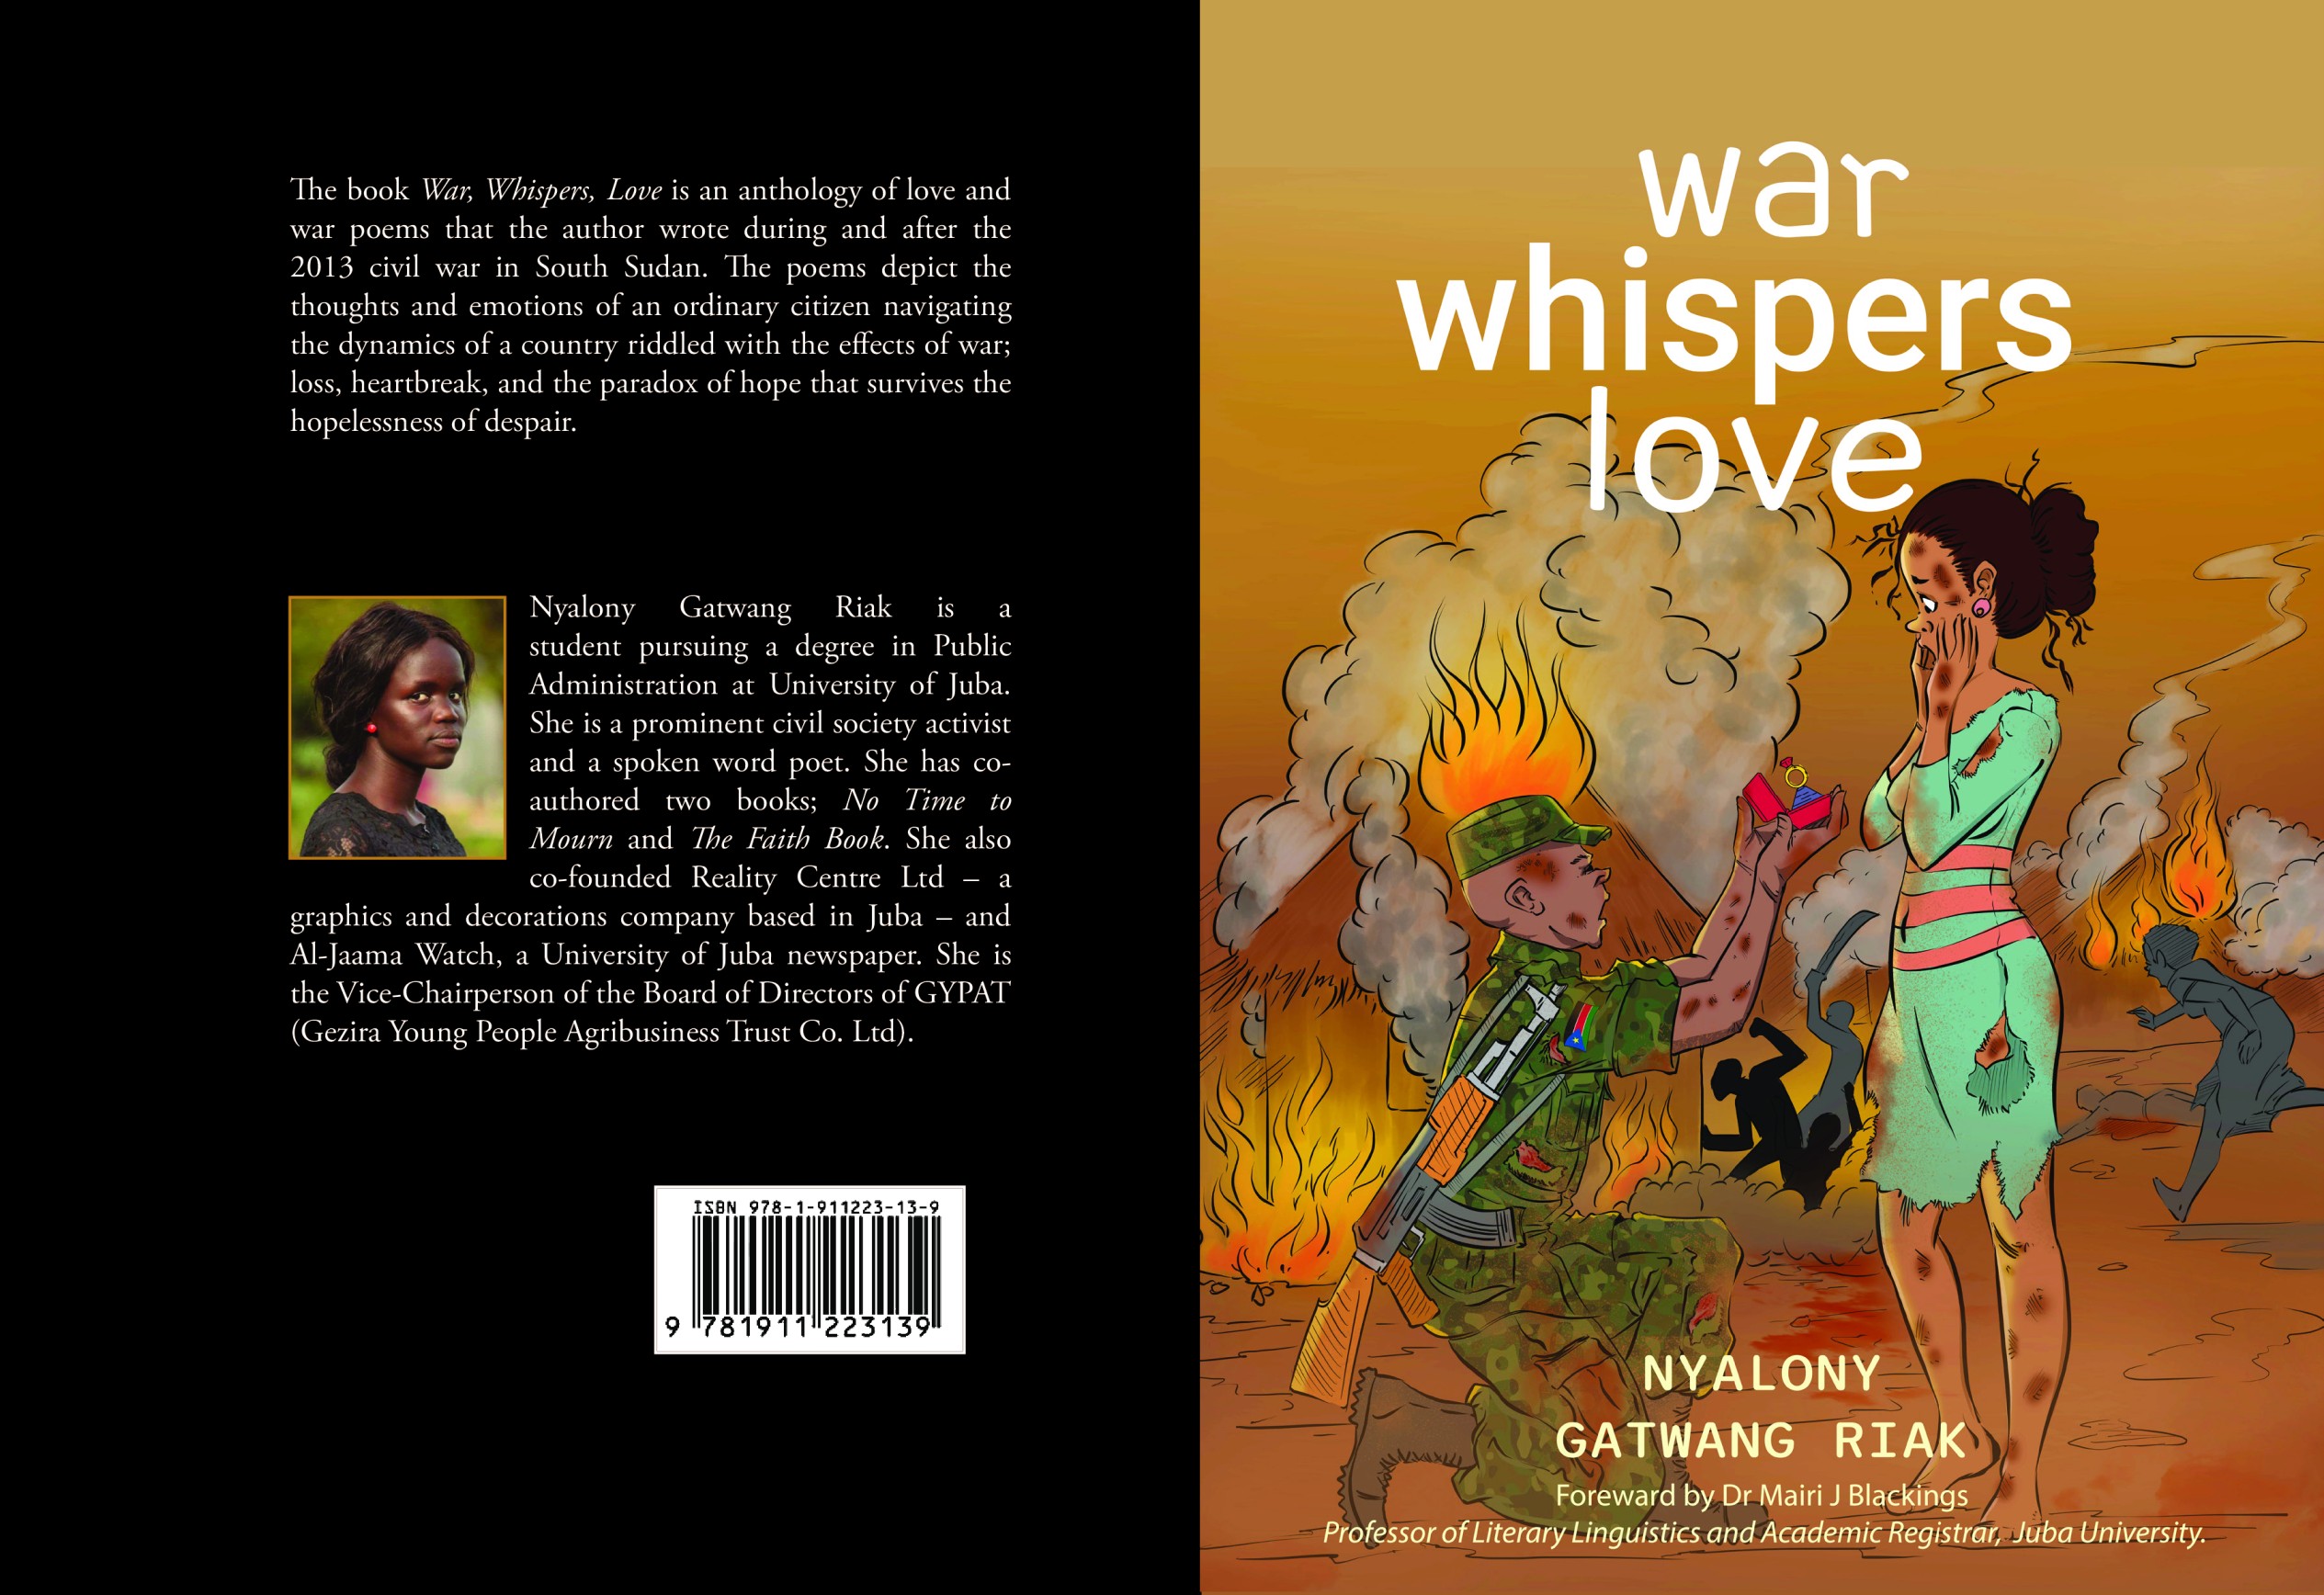 The book War, Whispers, Love is an anthology of love and
war poems that the author wrote during and after the
2013 civil war in South Sudan. The poems depict the
thoughts and emotions of an ordinary citizen navigating
the dynamics of a country riddled with the effects of war;
loss, heartbreak, and the paradox of hope that survives the
hopelessness of despair.
Nyalony Gatwang Riak is a
student pursuing a degree in Public
Administration at University of Juba.
She is a prominent civil society activist
and a spoken word poet. She has co-
authored two books; No Time to
Mourn and The Faith Book. She also
co-founded Reality Centre Ltd – a
graphics and decorations company based in Juba – and
Al-Jaama Watch, a University of Juba newspaper. She is
the Vice-Chairperson of the Board of Directors of GYPAT
(Gezira Young People Agribusiness Trust Co. Ltd).
ISBN 978-1-911223-13-9
9 781911 223139
war
whispers
love
NYALONY
GATWANG RIAK
Foreward by Dr Mairi J Blackings
Professor of Literary Linguistics and Academic Registrar, Juba University.